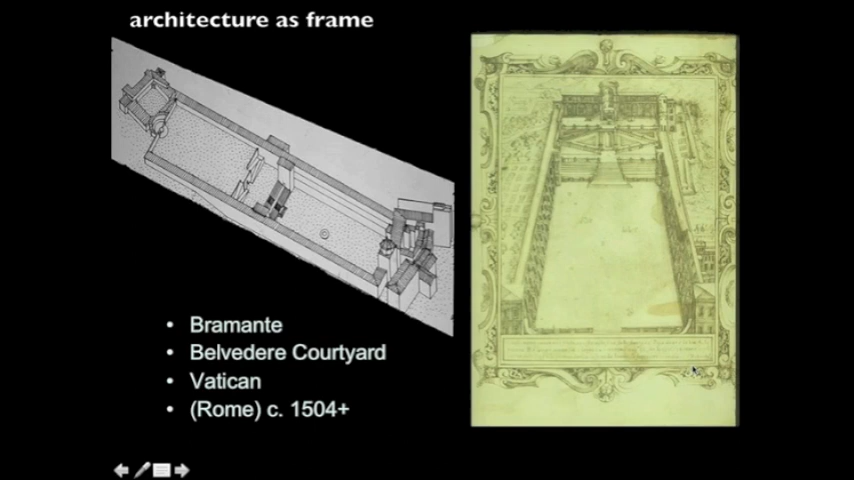 architecture as frame
• Bramante
• Belvedere Courtyard
• Vatican
• (Rome) c. 1504+